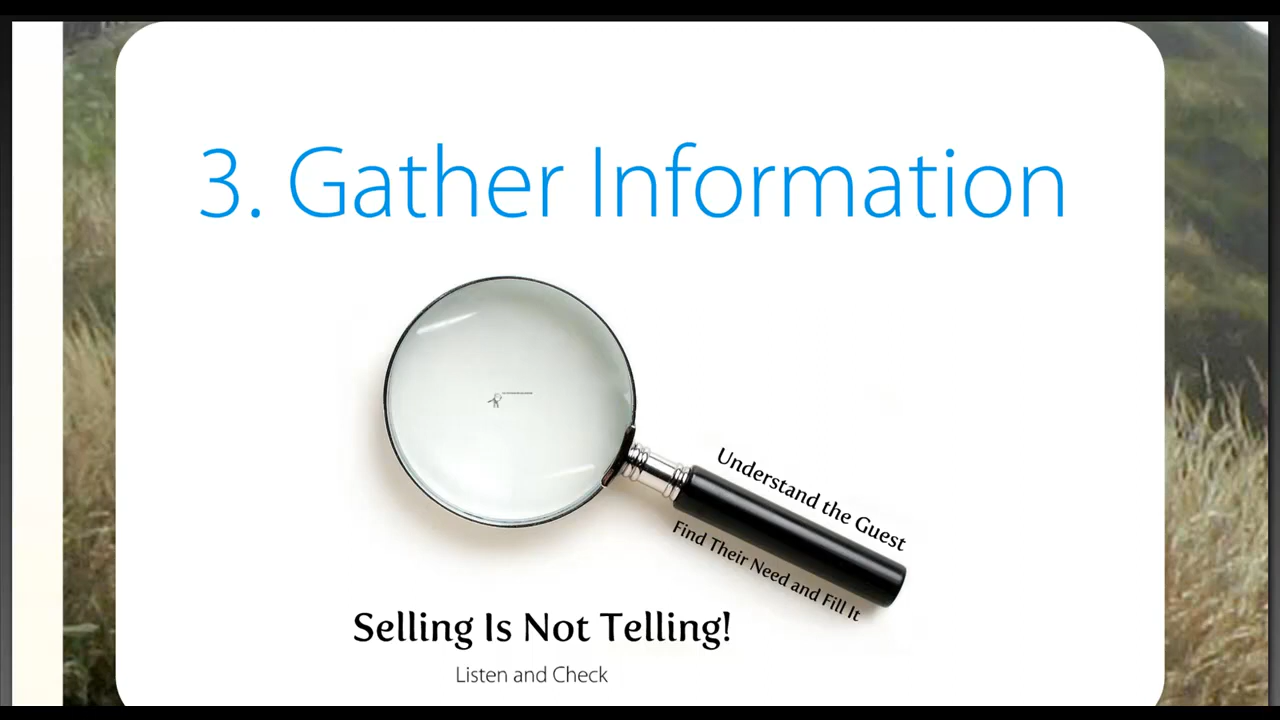 3. Gather Information
Understand the Guest
Find Their Need and Fill It
Selling Is Not Telling!
Listen and Check